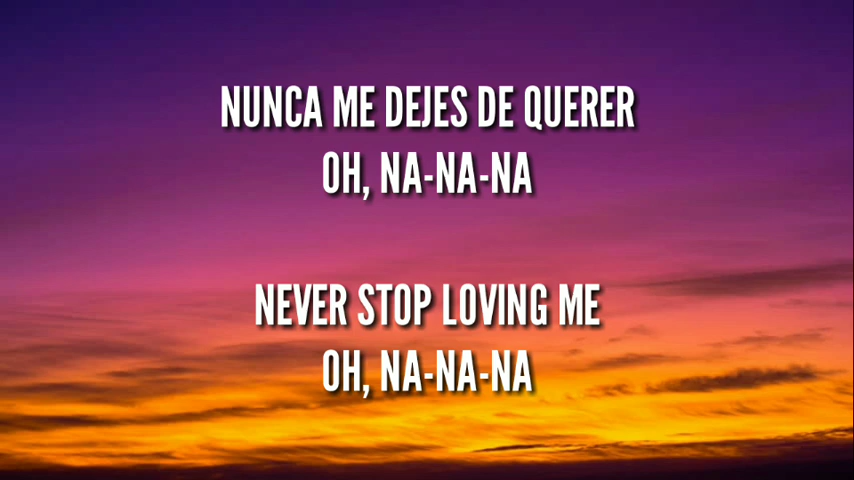 NUNCA ME DEJES DE QUERER
OH, NA-NA-NA
NEVER STOP LOVING ME
OH, NA-NA-NA